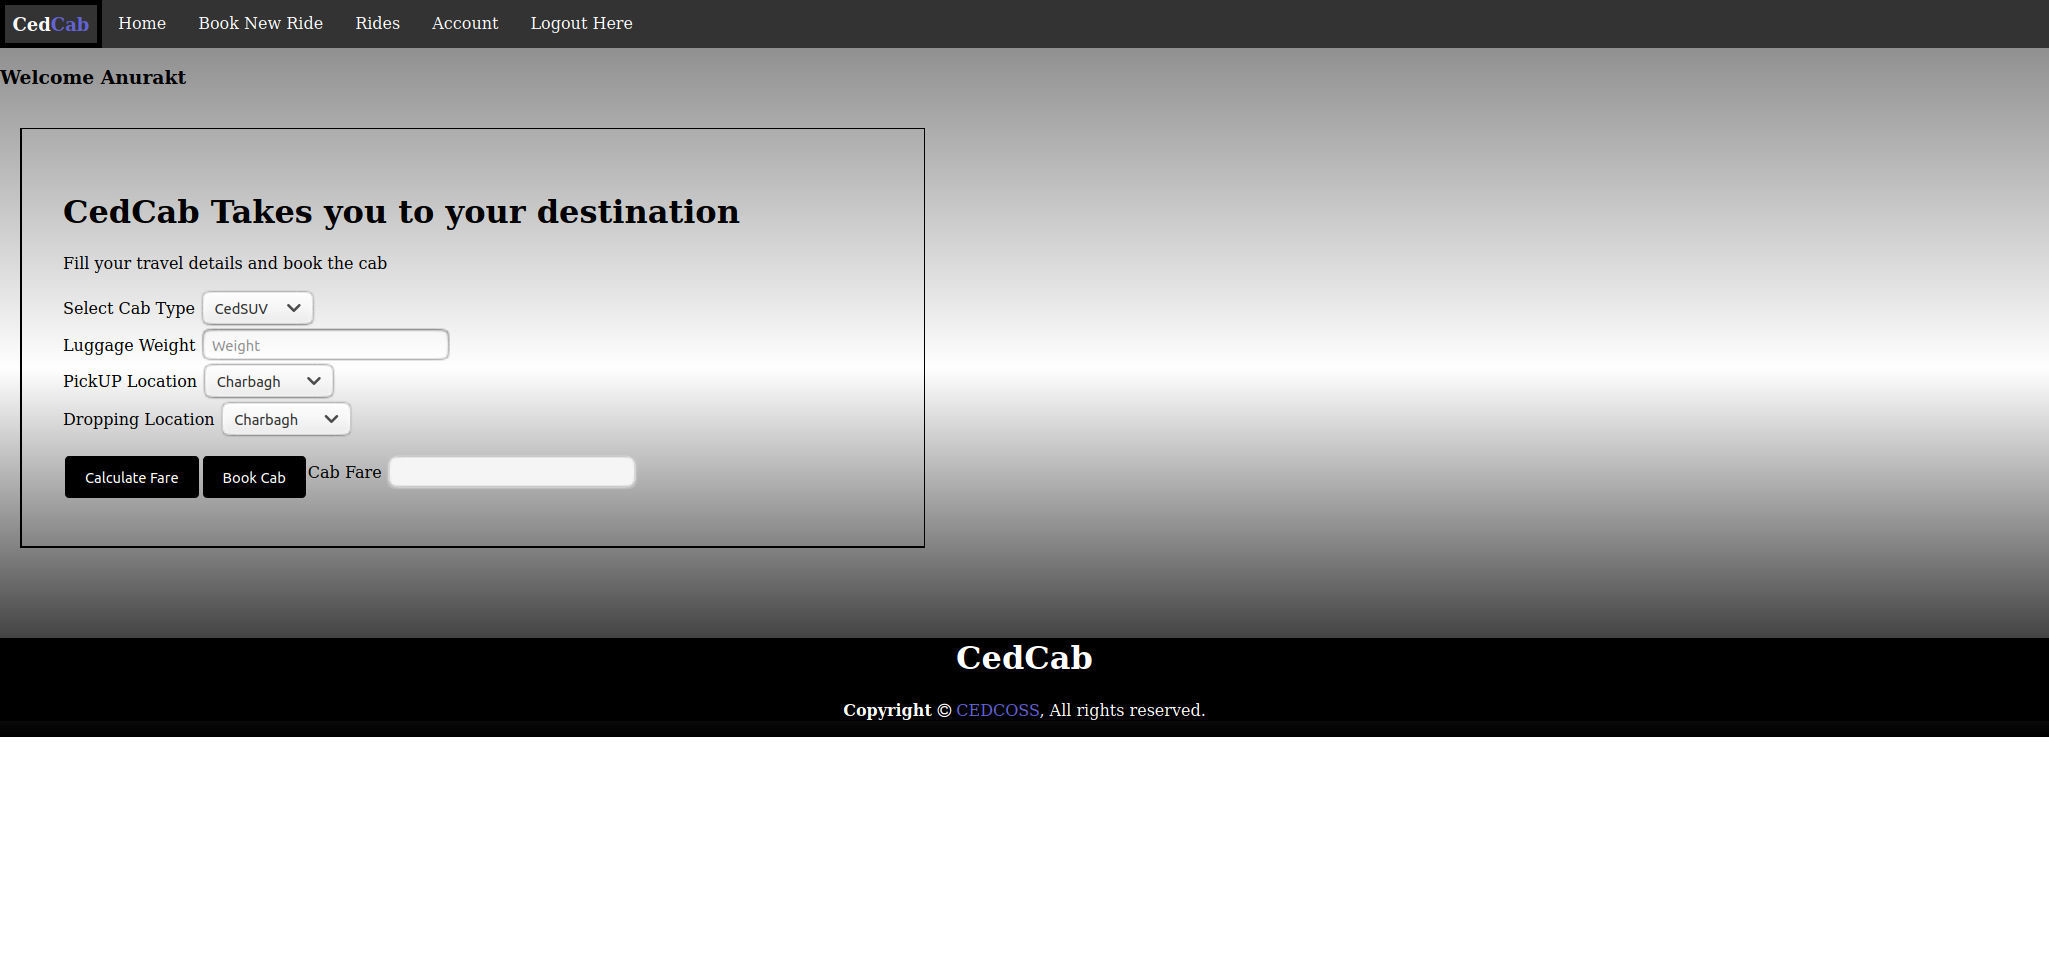 CedCab Home Book New Ride Rides Account Logout Here
Welcome Anurakt
CedCab Takes you to your destination
Fill your travel details and book the cab
Select Cab Type CedSUV
Luggage Weight Weight
PickUP Location Charbagh
Dropping Location Charbagh
Calculate Fare Book Cab Cab Fare
CedCab
Copyright © CEDCOSS, All rights reserved.